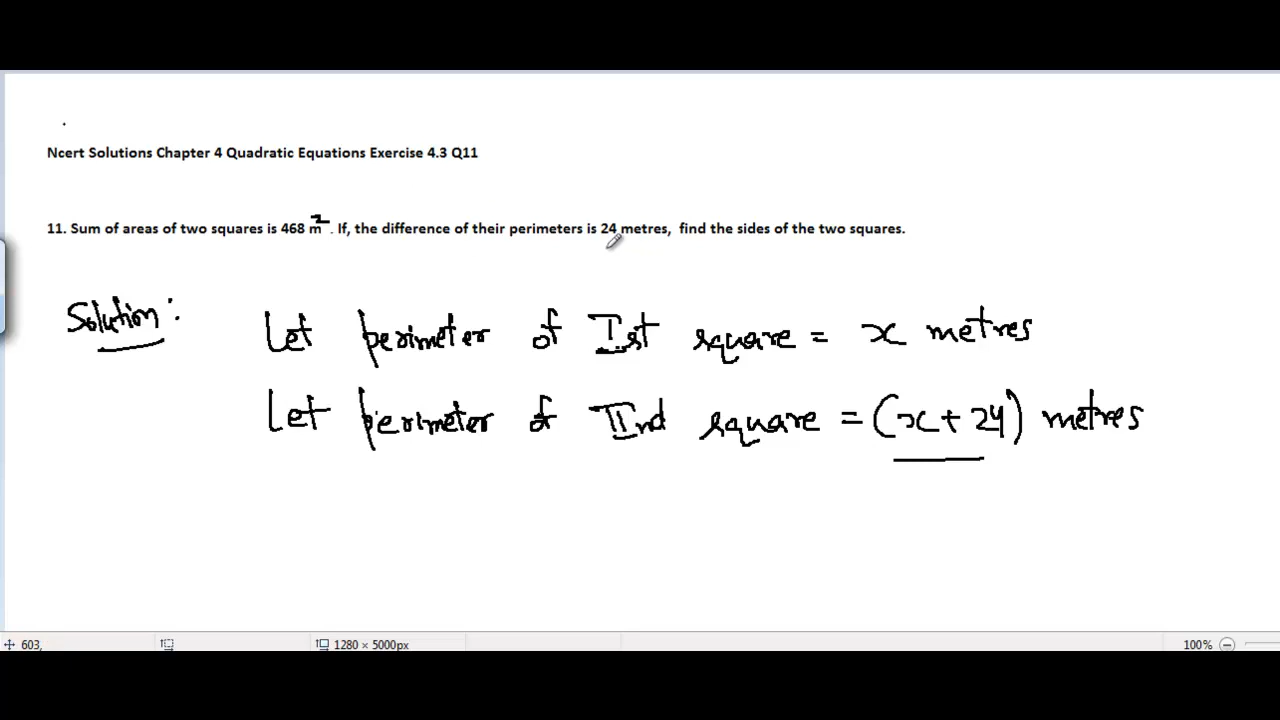 Ncert Solutions Chapter 4 Quadratic Equations Exercise 4.3 Q11
11. Sum of areas of two squares is 468 m². If, the difference of their perimeters is 24 metres, find the sides of the two squares.
Solution: Let perimeter of Ist square = x metres
Let perimeter of IInd square = (x+24) metres
603,
1280 × 5000px
100%